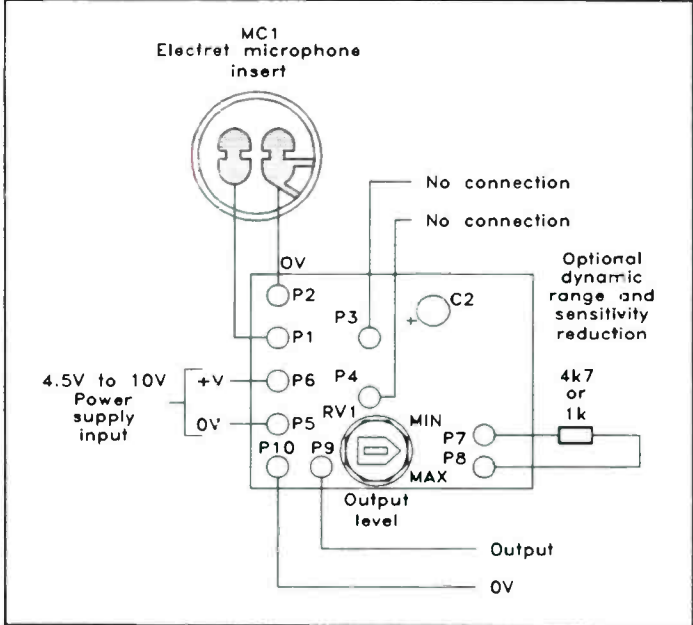 MC1
Electret microphone
insert
No connection
No connection
Optional
dynamic
range and
sensitivity
reduction
0V
P2
C2
P3
+
P1
4.5V to 10V
Power
supply
input
+V
P6
P4
4k7
or
1k
0V
P5
RV1
MIN
P7
P10
P9
P8
MAX
Output
level
Output
0V